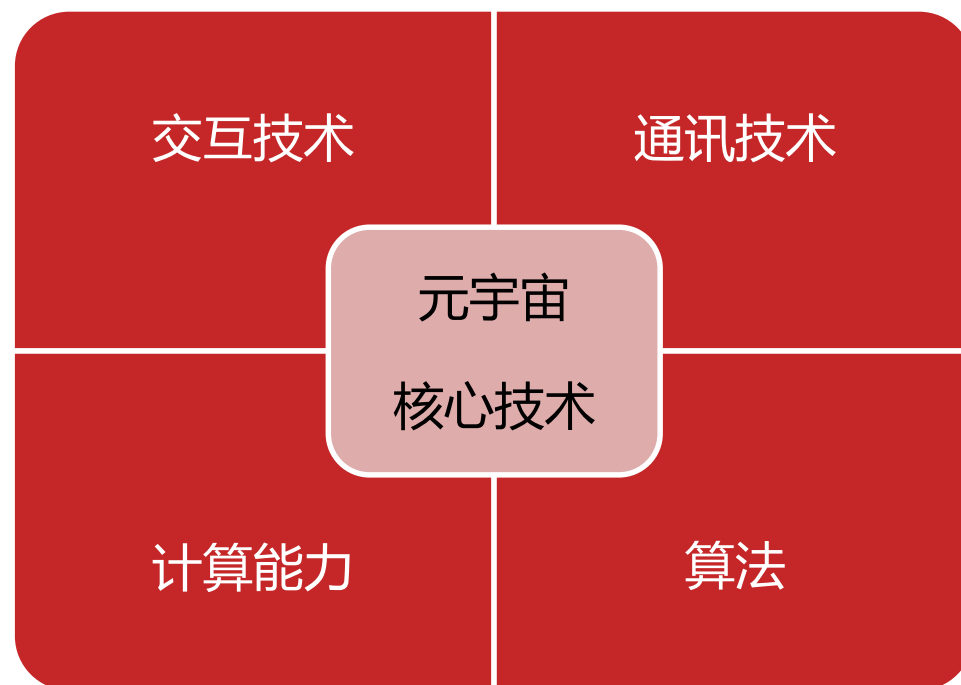 交互技术
通讯技术
元宇宙
核心技术
计算能力
算法